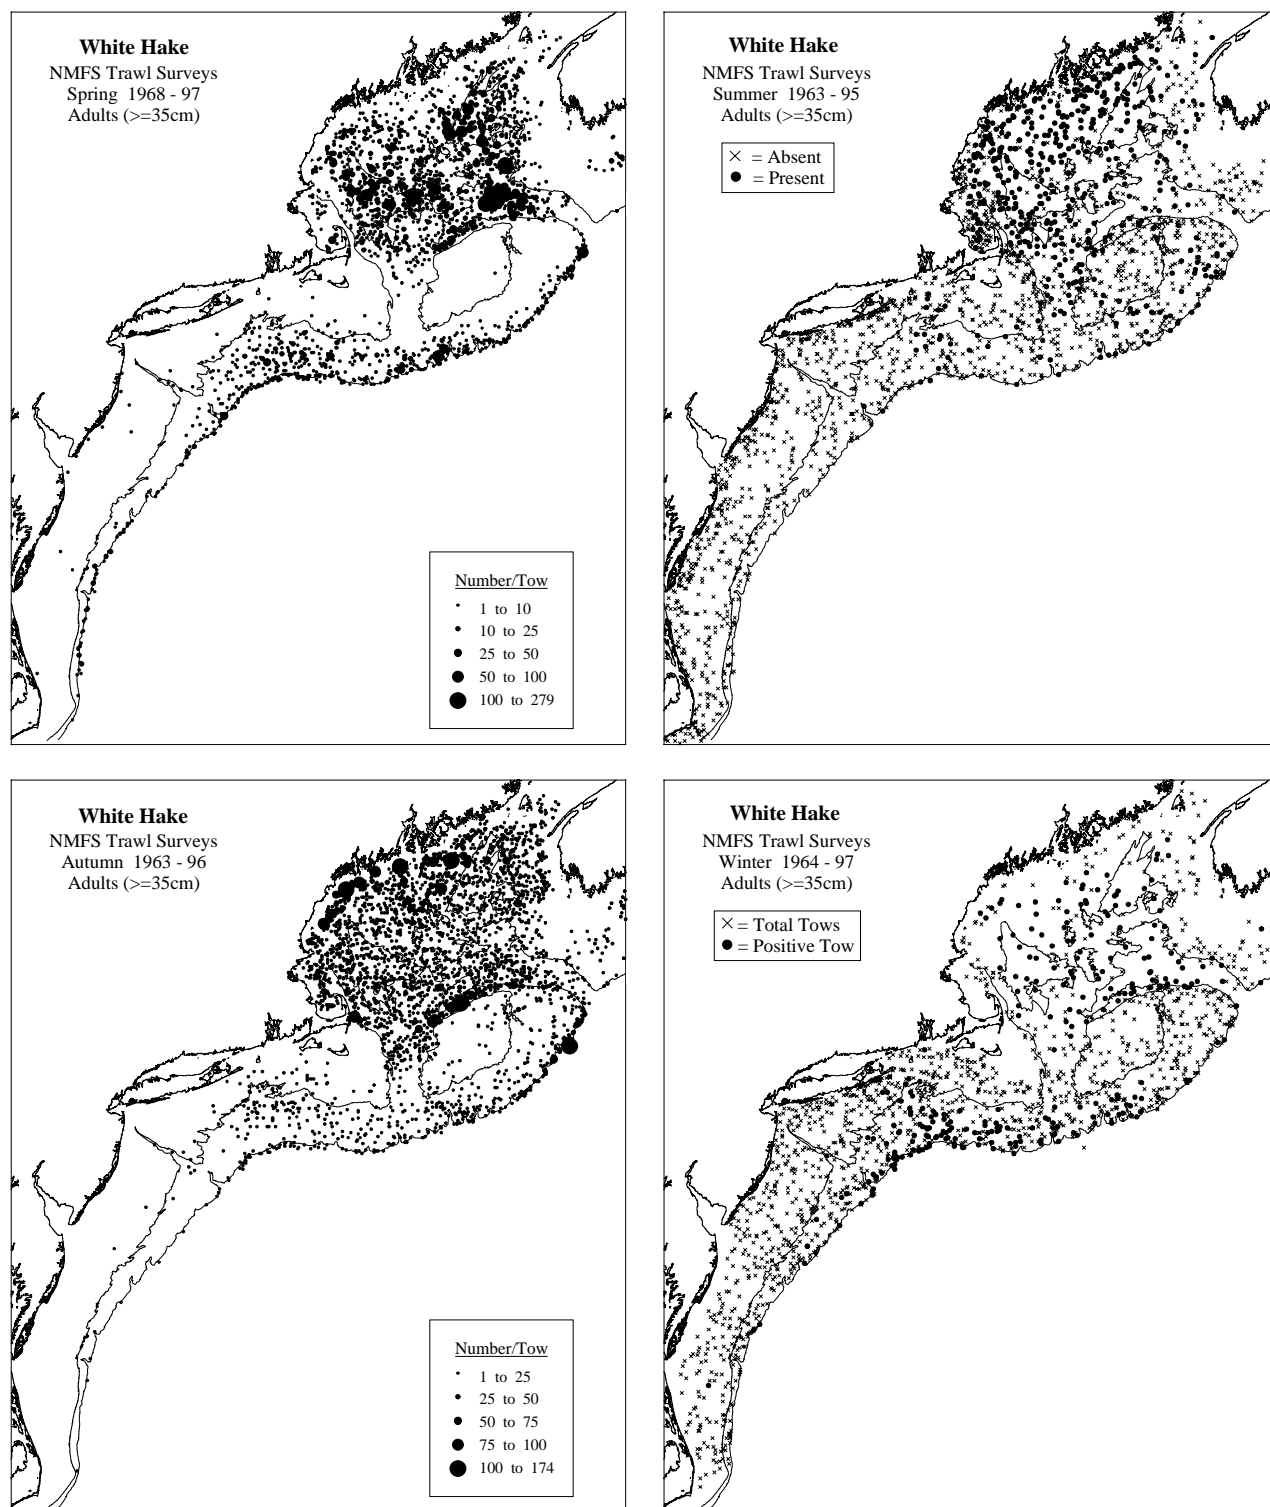 White Hake
NMFS Trawl Surveys
Spring 1968 - 97
Adults (>=35cm)
Number/Tow
1 to 10
10 to 25
25 to 50
50 to 100
100 to 279
White Hake
NMFS Trawl Surveys
Summer 1963 - 95
Adults (>=35cm)
× = Absent
● = Present
White Hake
NMFS Trawl Surveys
Autumn 1963 - 96
Adults (>=35cm)
Number/Tow
1 to 25
25 to 50
50 to 75
75 to 100
100 to 174
White Hake
NMFS Trawl Surveys
Winter 1964 - 97
Adults (>=35cm)
× = Total Tows
● = Positive Tow